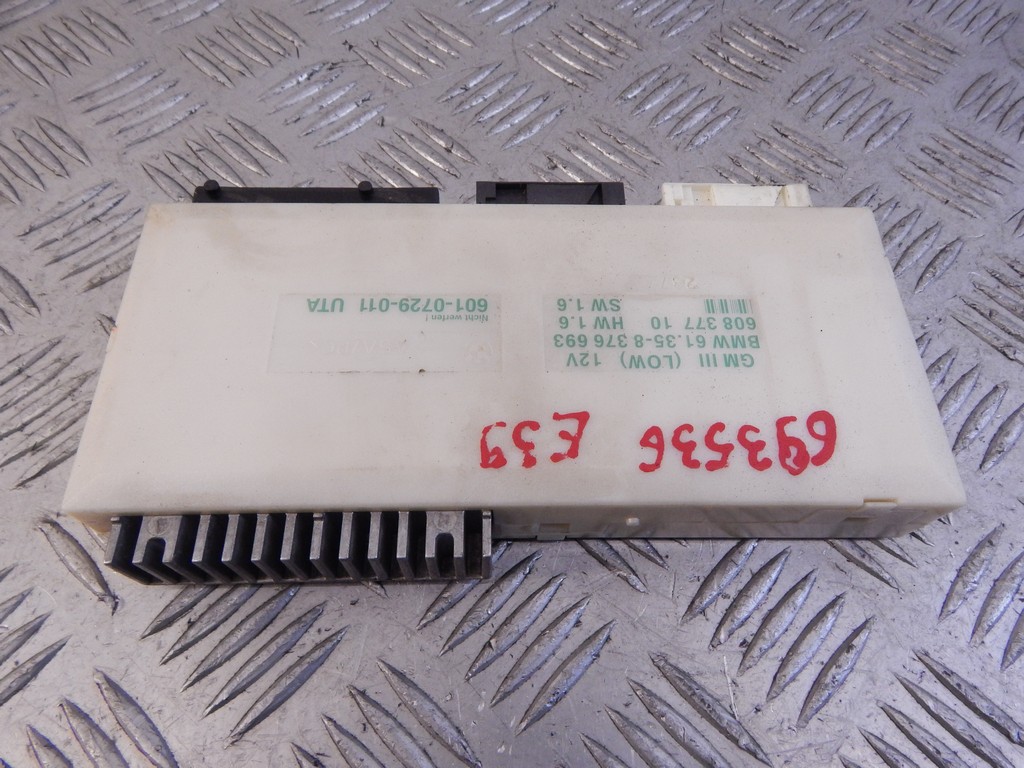 693536 E39
GM III (LOW) 12V
BMW 61.35-8 376 693
608 377 10 HW 1.6
SW 1.6
Nicht werfen !
601-0729-011 UTA